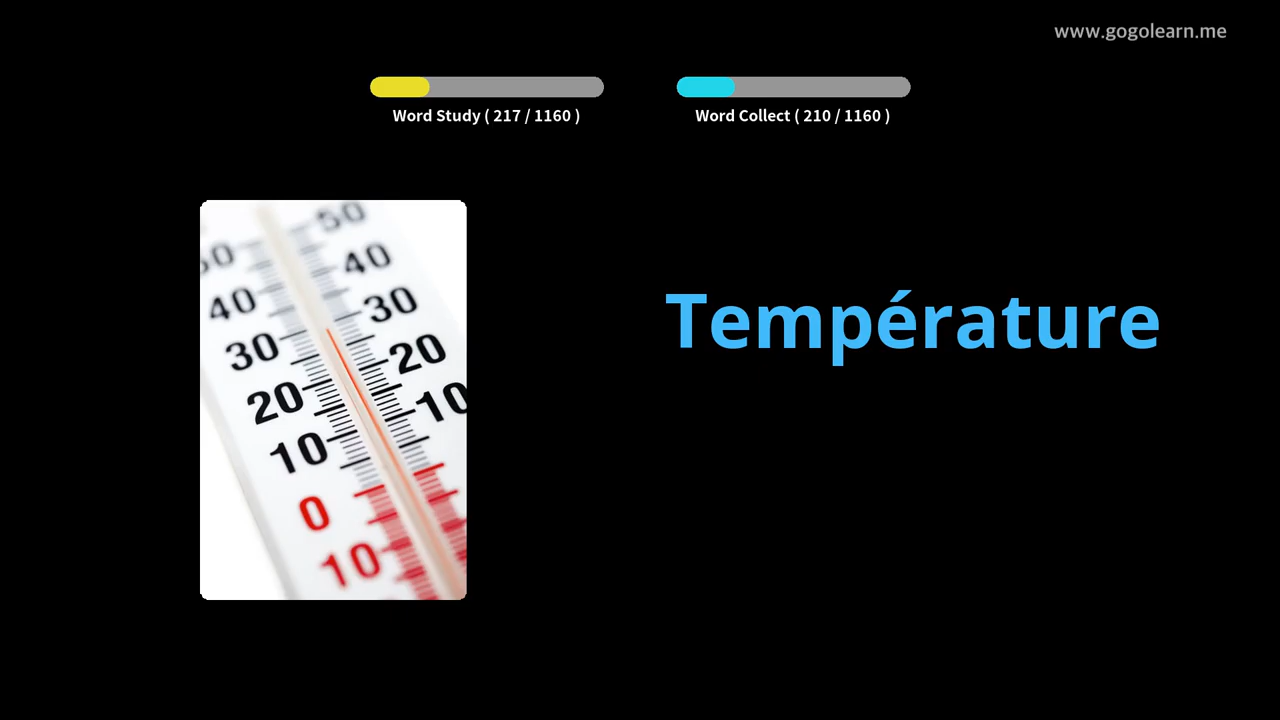 www.gogolearn.me
Word Study ( 217 / 1160 )
Word Collect ( 210 / 1160 )
50
40
40
30
30
20
20
10
10
0
10
Température